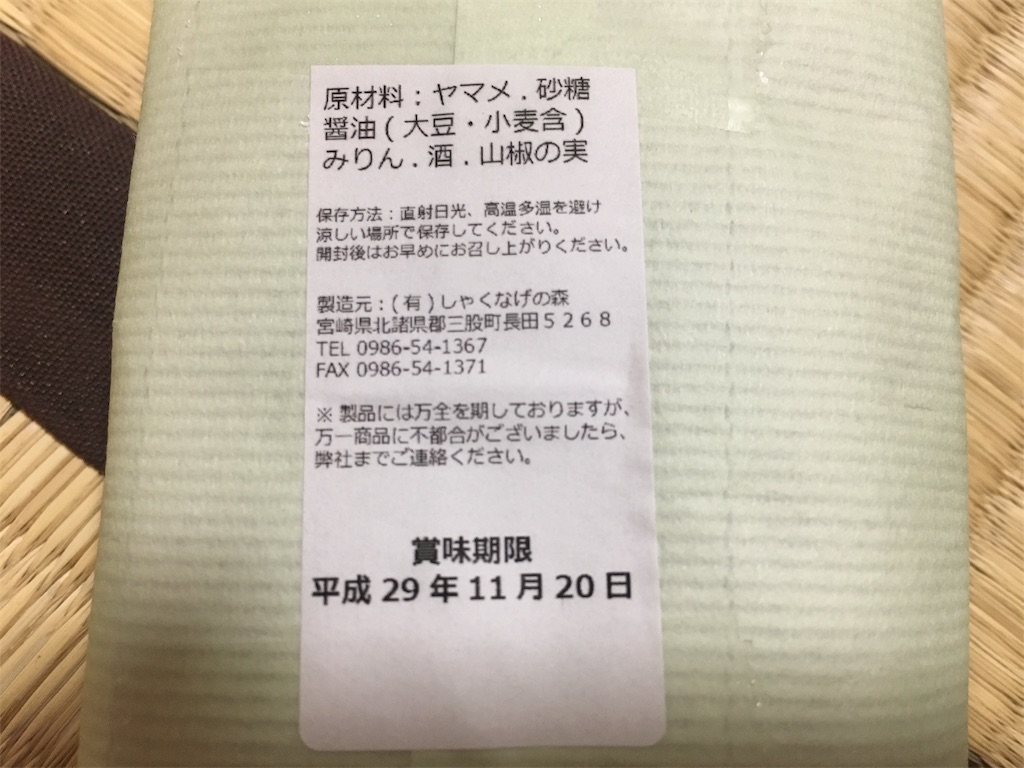 原材料：ヤマメ．砂糖
醤油(大豆・小麦含)
みりん．酒．山椒の実
保存方法：直射日光、高温多湿を避け
涼しい場所で保存してください。
開封後はお早めにお召し上がりください。
製造元：(有)しゃくなげの森
宮崎県北諸県郡三股町長田５２６８
TEL 0986-54-1367
FAX 0986-54-1371
※ 製品には万全を期しておりますが、
万一商品に不都合がございましたら、
弊社までご連絡ください。
賞味期限
平成 29 年 11 月 20 日